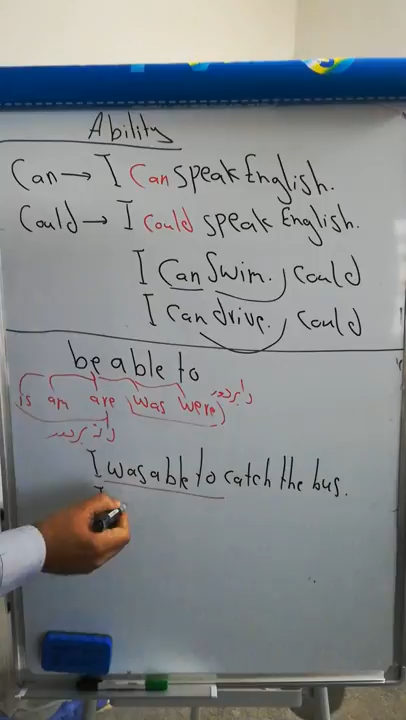 Ability
Can → I Can speak English.
Could → I Could speak English.
I Can Swim. Could
I can drive. Could
be able to
is am are was were
I was able to catch the bus.
I